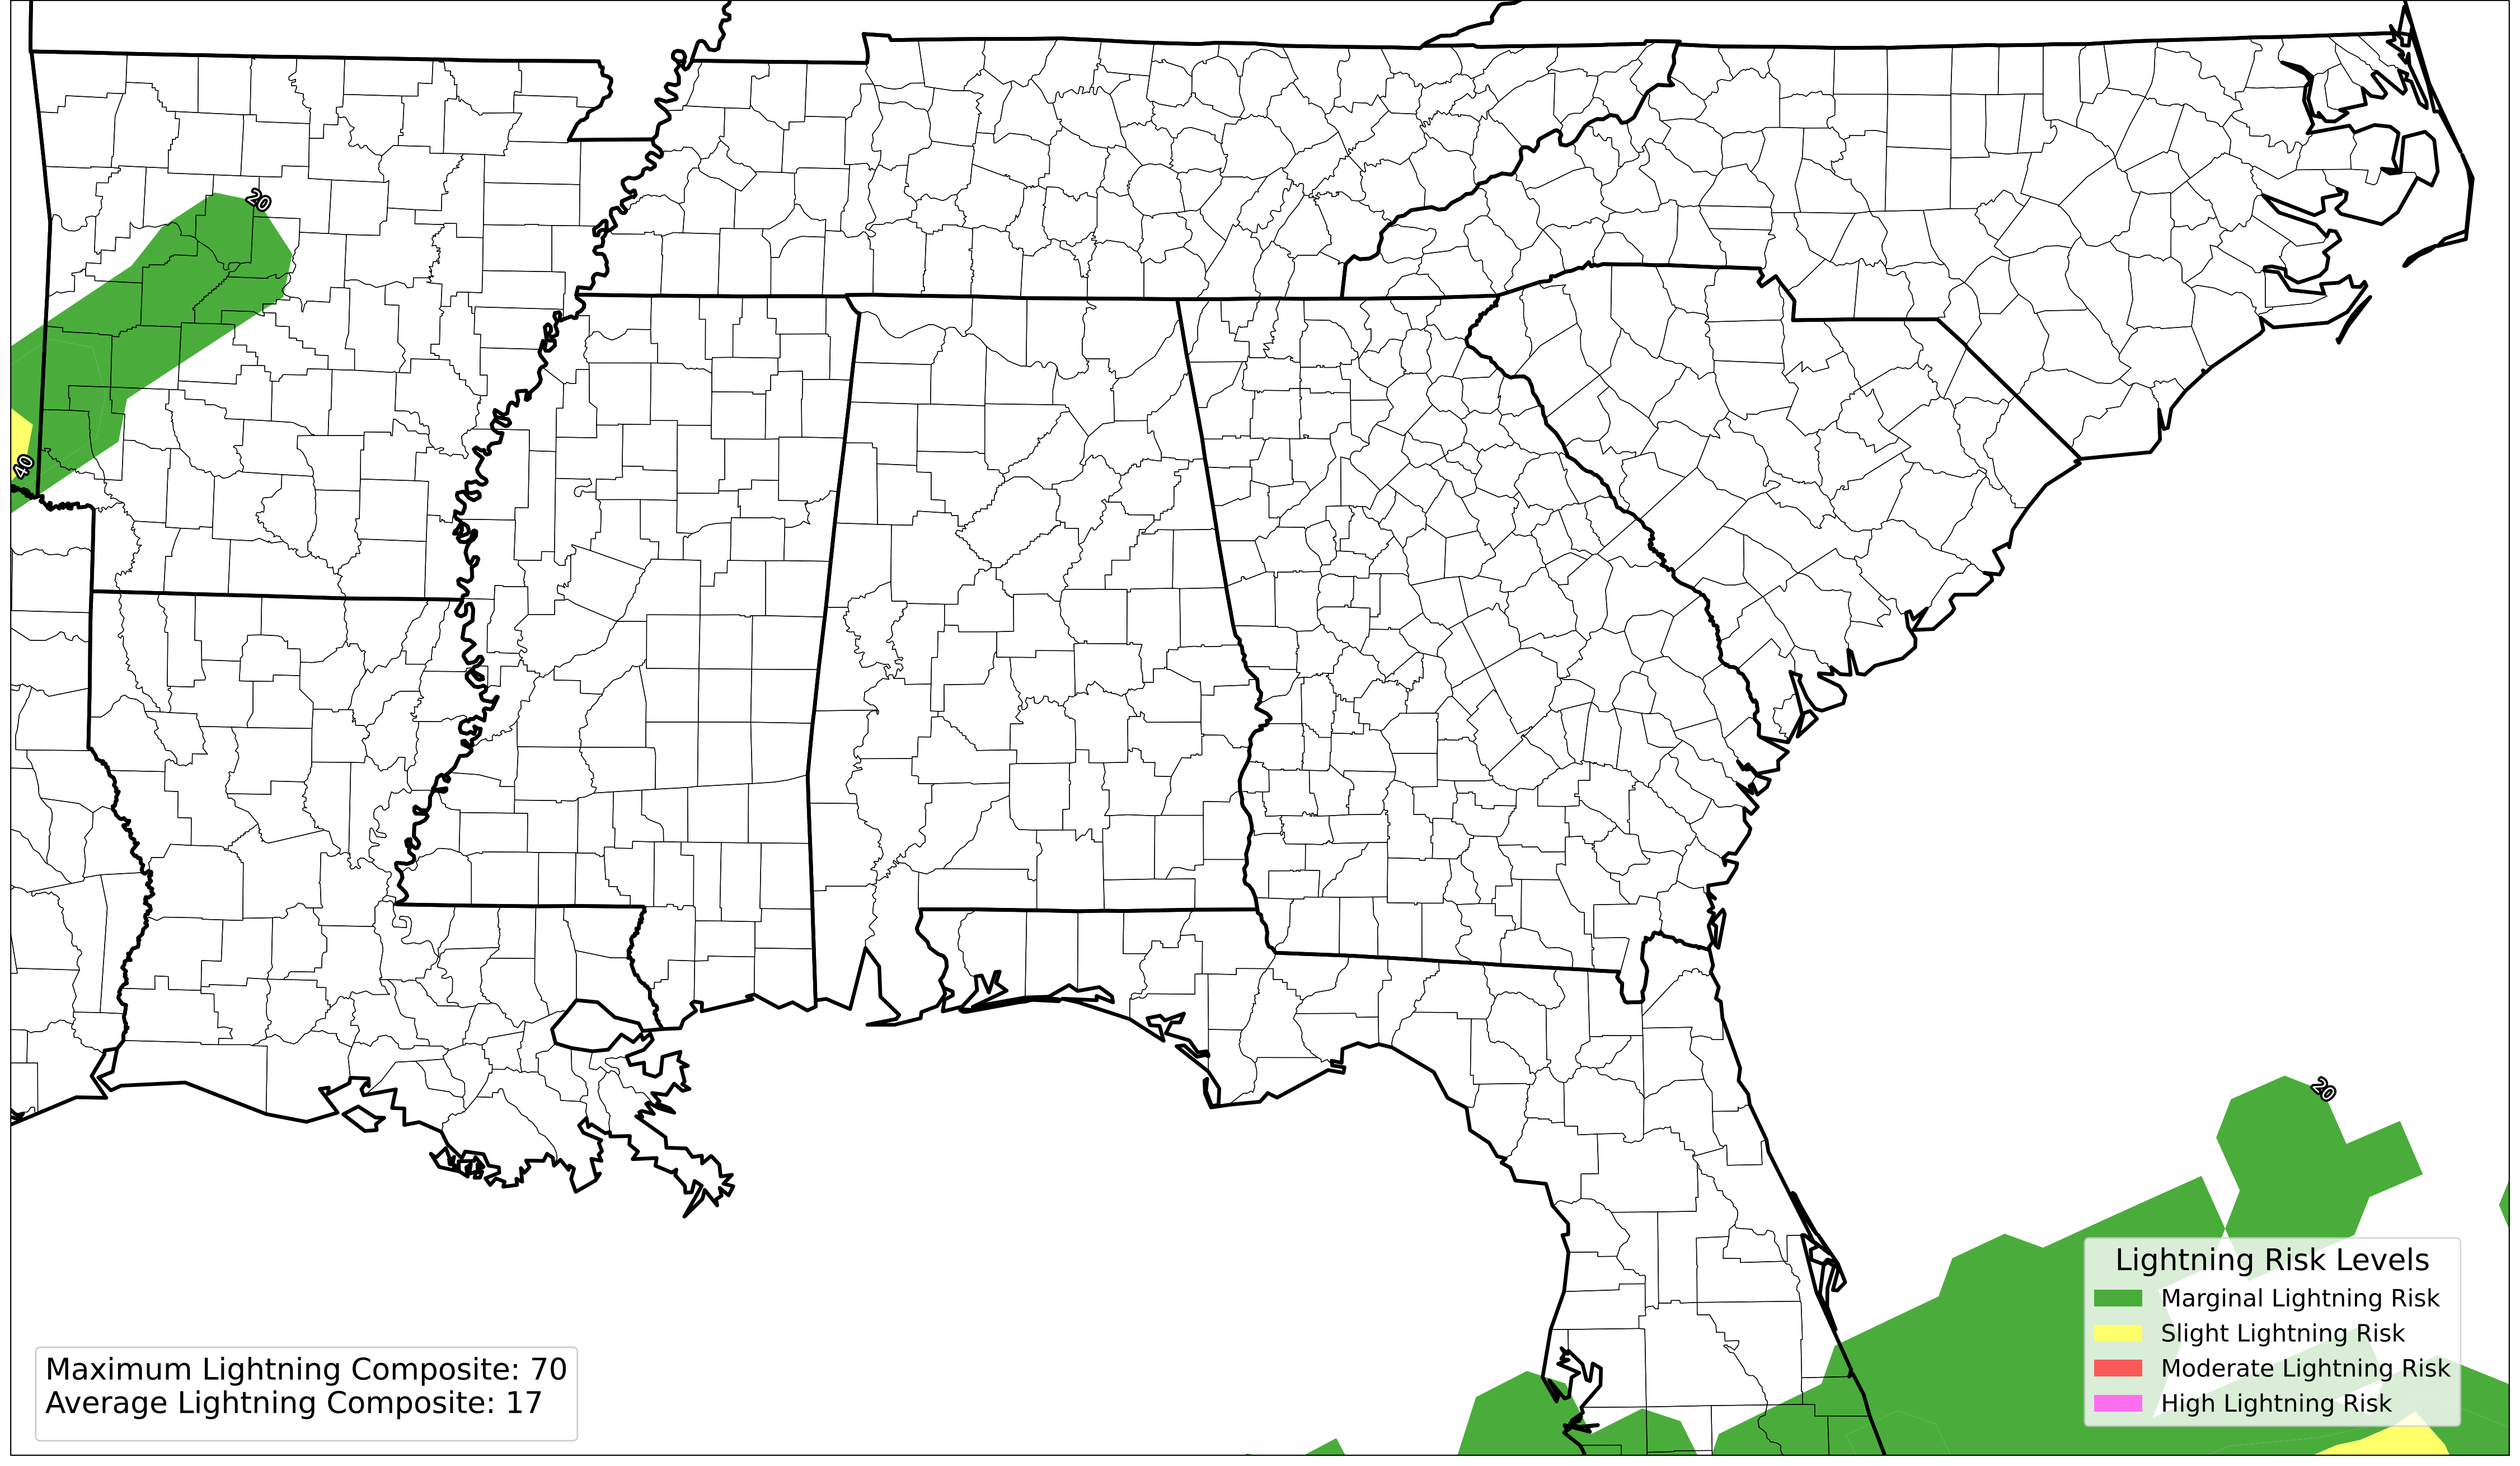 20
40
20
Lightning Risk Levels
Marginal Lightning Risk
Slight Lightning Risk
Moderate Lightning Risk
High Lightning Risk
Maximum Lightning Composite: 70
Average Lightning Composite: 17